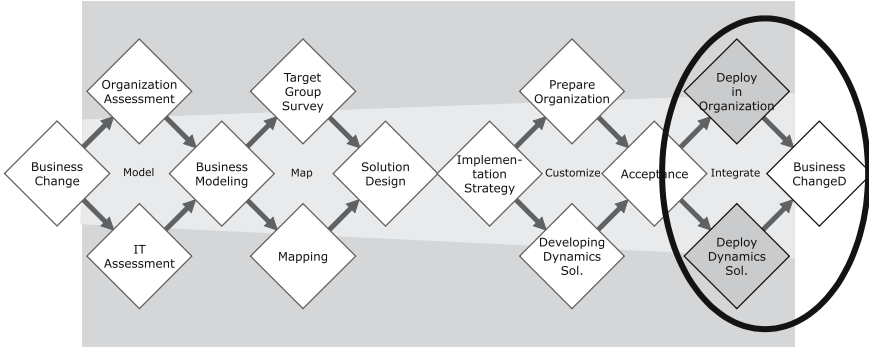 Business
Change
Organization
Assessment
Model
IT
Assessment
Business
Modeling
Target
Group
Survey
Map
Mapping
Solution
Design
Implemen-
tation
Strategy
Prepare
Organization
Customize
Developing
Dynamics
Sol.
Acceptance
Deploy
in
Organization
Integrate
Deploy
Dynamics
Sol.
Business
ChangeD